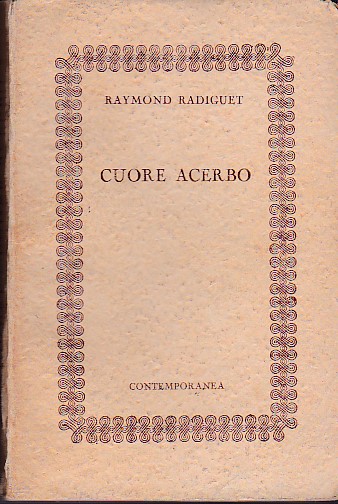 RAYMOND RADIGUET
CUORE ACERBO
CONTEMPORANEA